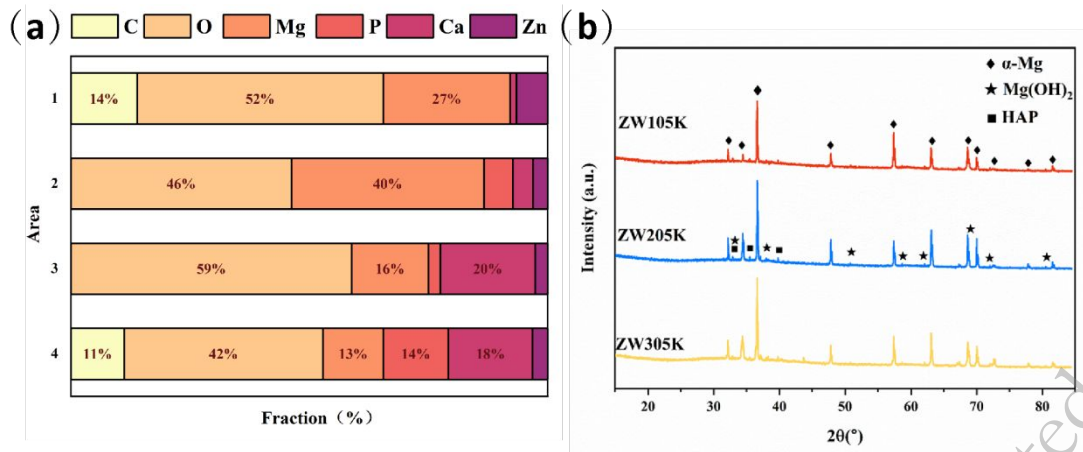 (a) C O Mg P Ca Zn
1 14% 52% 27%
2 46% 40%
Area
3 59% 16% 20%
4 11% 42% 13% 14% 18%
Fraction（%）
(b)
◆ α-Mg
★ Mg(OH)2
■ HAP
ZW105K
ZW205K
ZW305K
Intensity (a.u.)
20 30 40 50 60 70 80
2θ(°)
ted